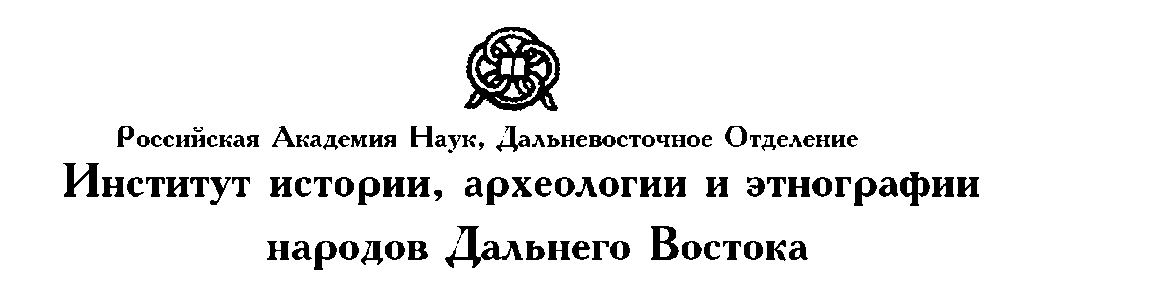 Российская Академия Наук, Дальневосточное Отделение
Институт истории, археологии и этнографии
народов Дальнего Востока